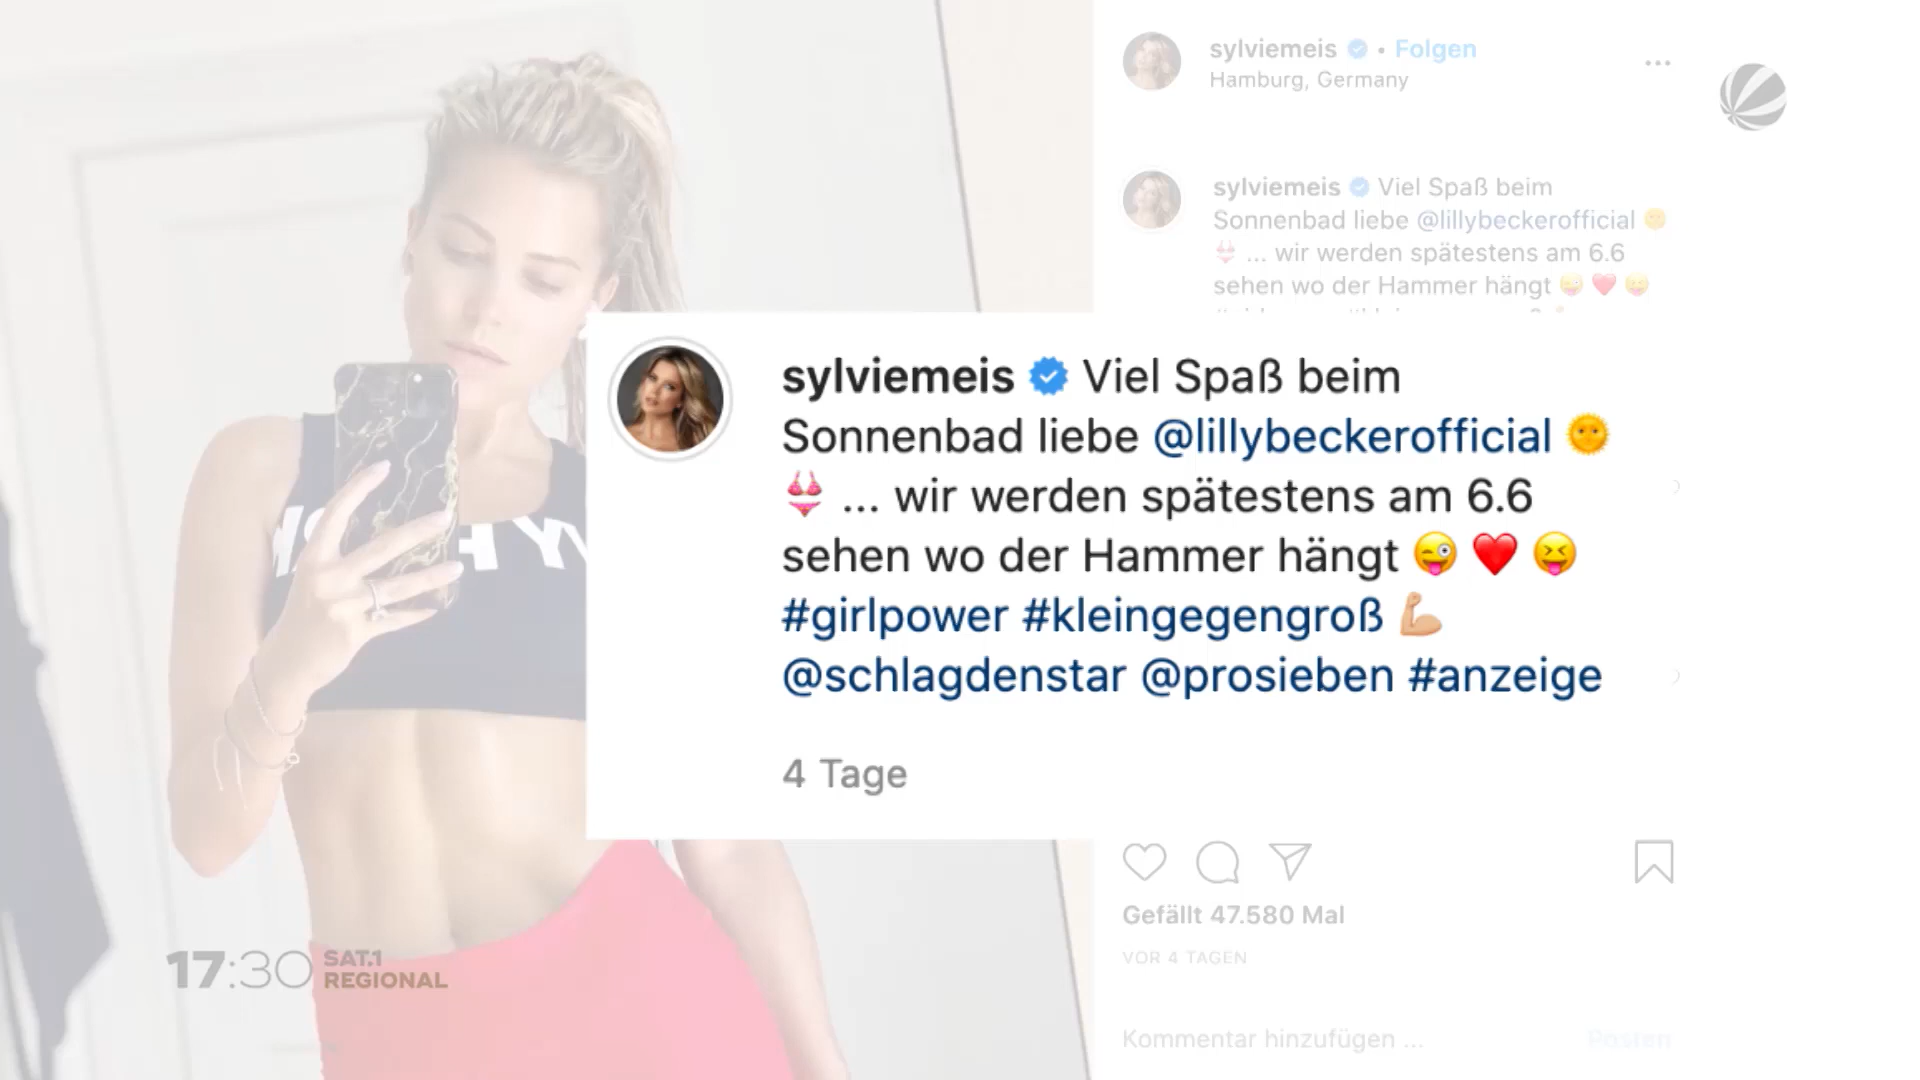 sylviemeis • Folgen
Hamburg, Germany
sylviemeis Viel Spaß beim
Sonnenbad liebe @lillybeckerofficial 🌞
👙 ... wir werden spätestens am 6.6
sehen wo der Hammer hängt 😜 ❤️ 😝
sylviemeis Viel Spaß beim
Sonnenbad liebe @lillybeckerofficial 🌞
👙 ... wir werden spätestens am 6.6
sehen wo der Hammer hängt 😜 ❤️ 😝
#girlpower #kleingegengroß 💪🏼
@schlagdenstar @prosieben #anzeige
4 Tage
Gefällt 47.580 Mal
VOR 4 TAGEN
Kommentar hinzufügen ...
Posten
17:30 SAT.1
REGIONAL